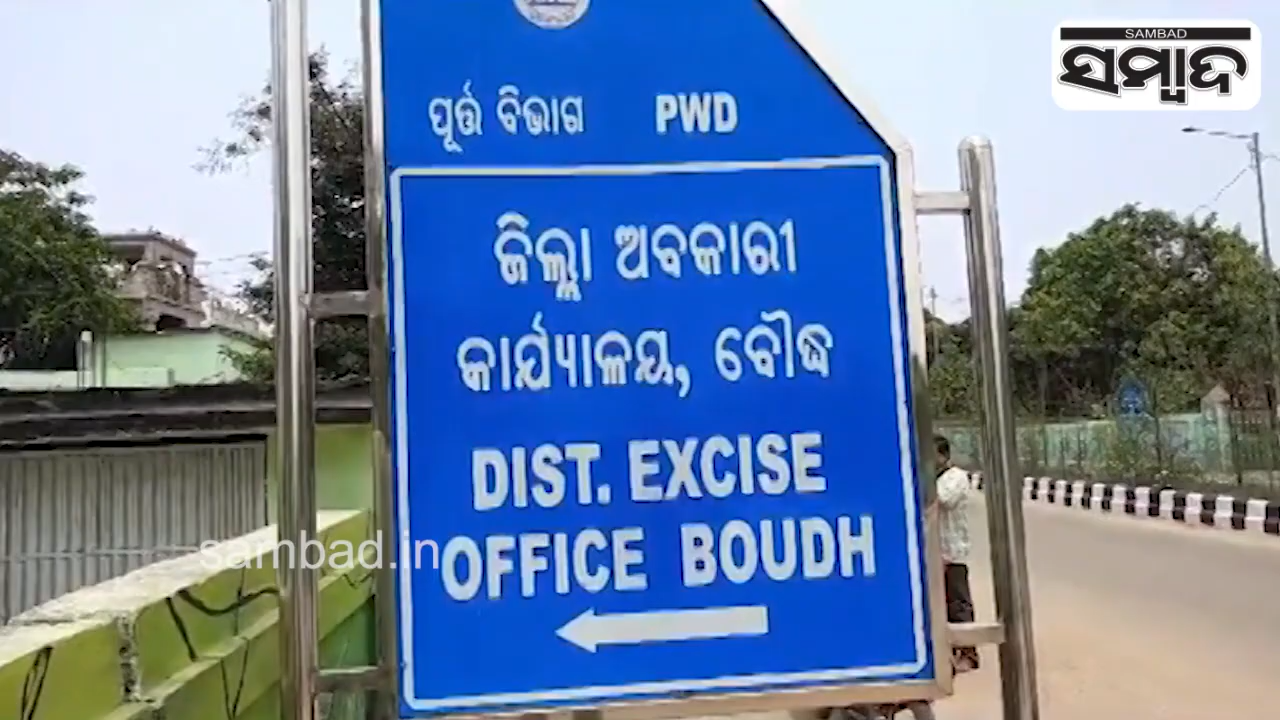 SAMBAD
ସମ୍ବାଦ
ପୂର୍ତ୍ତ ବିଭାଗ PWD
ଜିଲ୍ଲା ଅବକାରୀ
କାର୍ଯ୍ୟାଳୟ, ବୌଦ୍ଧ
DIST. EXCISE
OFFICE BOUDH
sambad.in